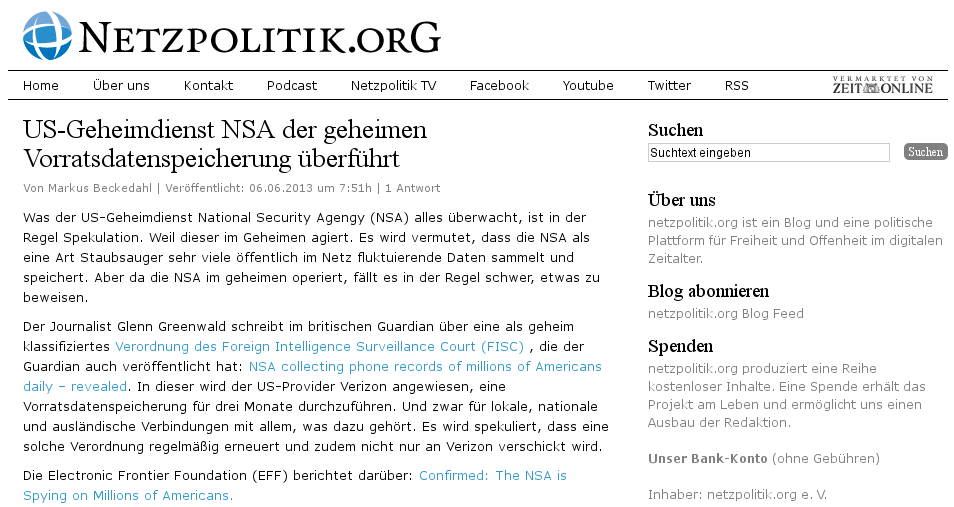 NETZPOLITIK.ORG
Home Über uns Kontakt Podcast Netzpolitik TV Facebook Youtube Twitter RSS
VERMARKTET VON
ZEIT ONLINE
US-Geheimdienst NSA der geheimen
Vorratsdatenspeicherung überführt
Von Markus Beckedahl | Veröffentlicht: 06.06.2013 um 7:51h | 1 Antwort
Was der US-Geheimdienst National Security Agengy (NSA) alles überwacht, ist in der
Regel Spekulation. Weil dieser im Geheimen agiert. Es wird vermutet, dass die NSA als
eine Art Staubsauger sehr viele öffentlich im Netz fluktuierende Daten sammelt und
speichert. Aber da die NSA im geheimen operiert, fällt es in der Regel schwer, etwas zu
beweisen.
Der Journalist Glenn Greenwald schreibt im britischen Guardian über eine als geheim
klassifiziertes Verordnung des Foreign Intelligence Surveillance Court (FISC) , die der
Guardian auch veröffentlicht hat: NSA collecting phone records of millions of Americans
daily – revealed. In dieser wird der US-Provider Verizon angewiesen, eine
Vorratsdatenspeicherung für drei Monate durchzuführen. Und zwar für lokale, nationale
und ausländische Verbindungen mit allem, was dazu gehört. Es wird spekuliert, dass eine
solche Verordnung regelmäßig erneuert und zudem nicht nur an Verizon verschickt wird.
Die Electronic Frontier Foundation (EFF) berichtet darüber: Confirmed: The NSA is
Spying on Millions of Americans.
Suchen
Suchtext eingeben Suchen
Über uns
netzpolitik.org ist ein Blog und eine politische
Plattform für Freiheit und Offenheit im digitalen
Zeitalter.
Blog abonnieren
netzpolitik.org Blog Feed
Spenden
netzpolitik.org produziert eine Reihe
kostenloser Inhalte. Eine Spende erhält das
Projekt am Leben und ermöglicht uns einen
Ausbau der Redaktion.
Unser Bank-Konto (ohne Gebühren)
Inhaber: netzpolitik.org e. V.